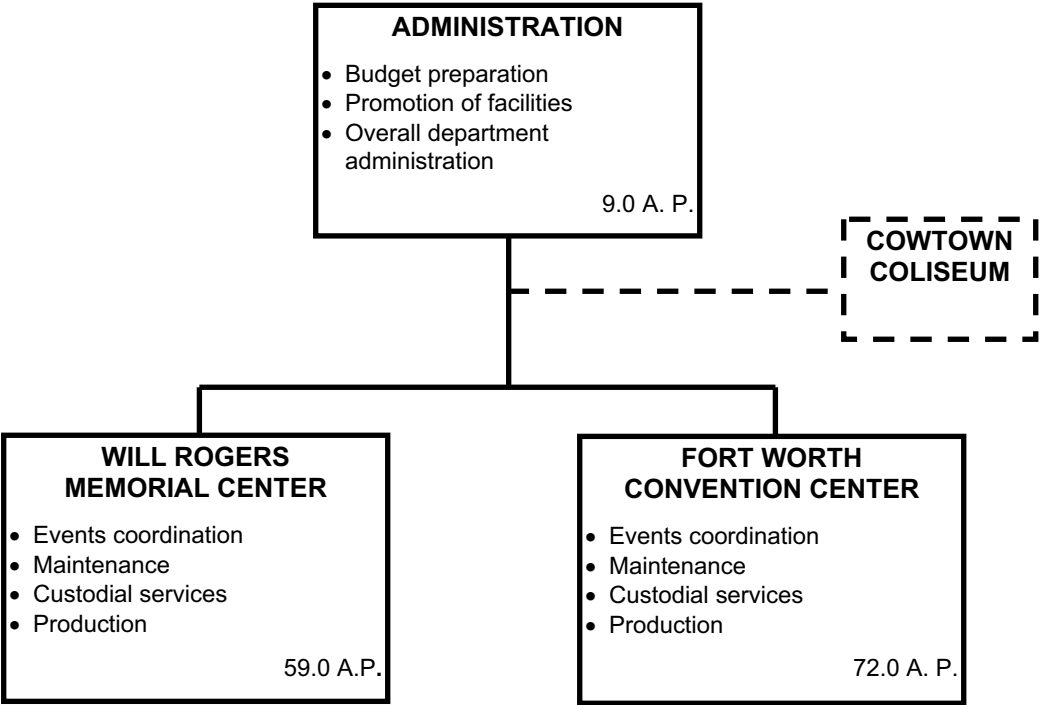 ADMINISTRATION
• Budget preparation
• Promotion of facilities
• Overall department
administration
9.0 A. P.
COWTOWN
COLISEUM
WILL ROGERS
MEMORIAL CENTER
• Events coordination
• Maintenance
• Custodial services
• Production
59.0 A.P.
FORT WORTH
CONVENTION CENTER
• Events coordination
• Maintenance
• Custodial services
• Production
72.0 A. P.